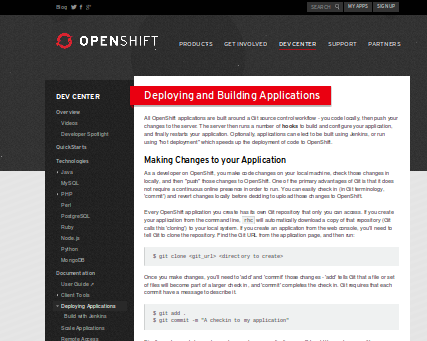 Blog
SEARCH
MY APPS
SIGN UP
OPENSHIFT
PRODUCTS
GET INVOLVED
DEV CENTER
SUPPORT
PARTNERS
DEV CENTER
Overview
Videos
Developer Spotlight
QuickStarts
Technologies
Java
MySQL
PHP
Perl
PostgreSQL
Ruby
Node.js
Python
MongoDB
Documentation
User Guide
Client Tools
Deploying Applications
Build with Jenkins
Scale Applications
Remote Access
Deploying and Building Applications
All OpenShift applications are built around a Git source control workflow - you code locally, then push your
changes to the server. The server then runs a number of hooks to build and configure your application,
and finally restarts your application. Optionally, applications can elect to be built using Jenkins, or run
using "hot deployment" which speeds up the deployment of code to OpenShift.
Making Changes to your Application
As a developer on OpenShift, you make code changes on your local machine, check those changes in
locally, and then "push" those changes to OpenShift. One of the primary advantages of Git is that it does
not require a continuous online presence in order to run. You can easily check in (in Git terminology,
'commit') and revert changes locally before deciding to upload those changes to OpenShift.
Every OpenShift application you create has its own Git repository that only you can access. If you create
your application from the command line, rhc will automatically download a copy of that repository (Git
calls this 'cloning') to your local system. If you create an application from the web console, you'll need to
tell Git to clone the repository. Find the Git URL from the application page, and then run:
$ git clone <git_url> <directory to create>
Once you make changes, you'll need to 'add' and 'commit' those changes - 'add' tells Git that a file or set
of files will become part of a larger check in, and 'commit' completes the check in. Git requires that each
commit have a message to describe it.
$ git add .
$ git commit -m "A checkin to my application"